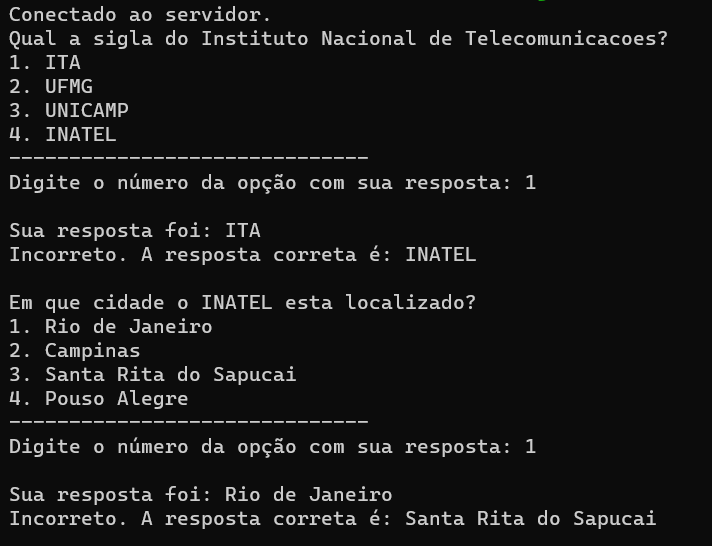 Conectado ao servidor.
Qual a sigla do Instituto Nacional de Telecomunicacoes?
1. ITA
2. UFMG
3. UNICAMP
4. INATEL
------------------------------
Digite o número da opção com sua resposta: 1
Sua resposta foi: ITA
Incorreto. A resposta correta é: INATEL
Em que cidade o INATEL esta localizado?
1. Rio de Janeiro
2. Campinas
3. Santa Rita do Sapucai
4. Pouso Alegre
------------------------------
Digite o número da opção com sua resposta: 1
Sua resposta foi: Rio de Janeiro
Incorreto. A resposta correta é: Santa Rita do Sapucai